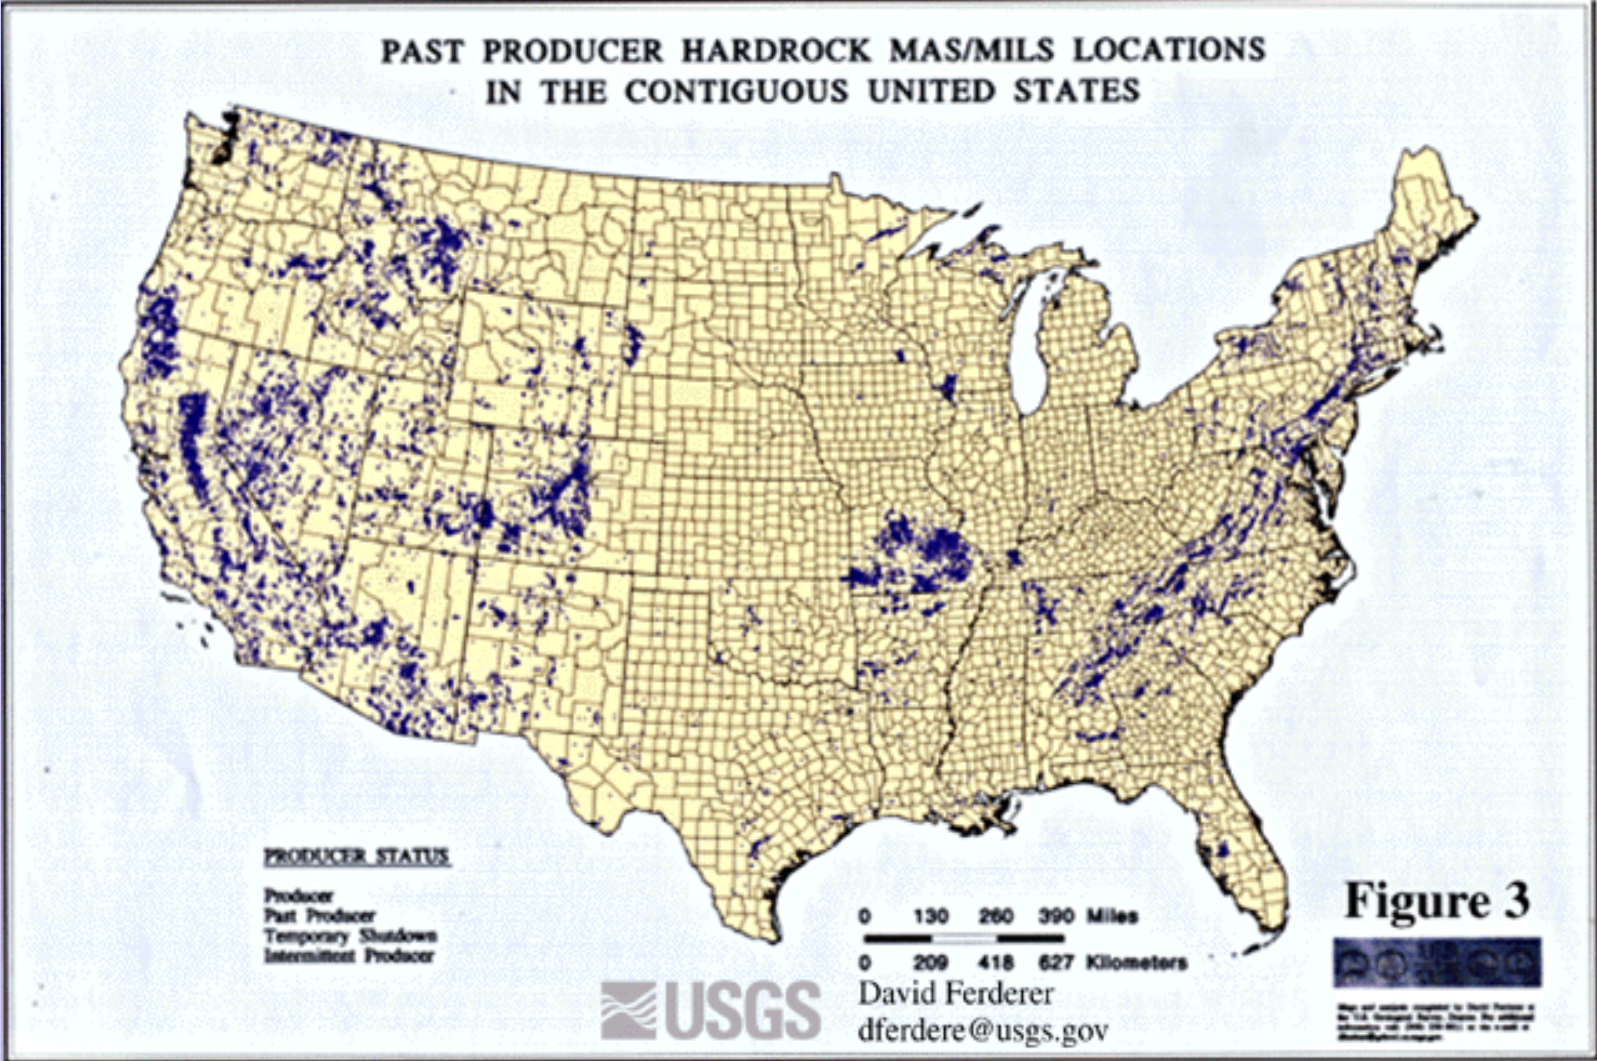 PAST PRODUCER HARDROCK MAS/MILS LOCATIONS
IN THE CONTIGUOUS UNITED STATES
PRODUCER STATUS
Producer
Past Producer
Temporary Shutdown
Intermittent Producer
0 130 260 390 Miles
0 209 418 627 Kilometers
USGS
David Ferderer
dferdere@usgs.gov
Figure 3